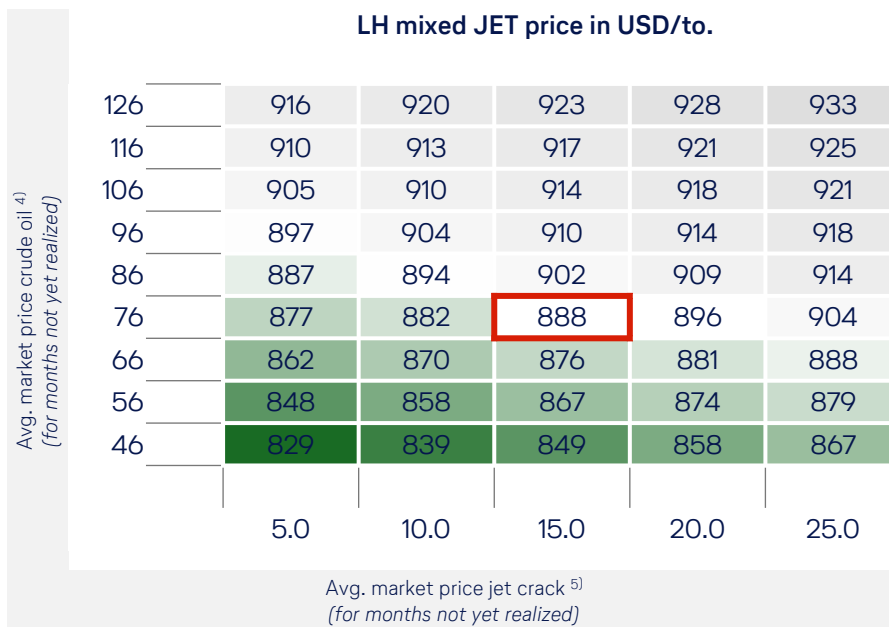 LH mixed JET price in USD/to.
126 916 920 923 928 933
116 910 913 917 921 925
106 905 910 914 918 921
96 897 904 910 914 918
86 887 894 902 909 914
76 877 882 888 896 904
66 862 870 876 881 888
56 848 858 867 874 879
46 829 839 849 858 867
5.0 10.0 15.0 20.0 25.0
Avg. market price crude oil 4)
(for months not yet realized)
Avg. market price jet crack 5)
(for months not yet realized)